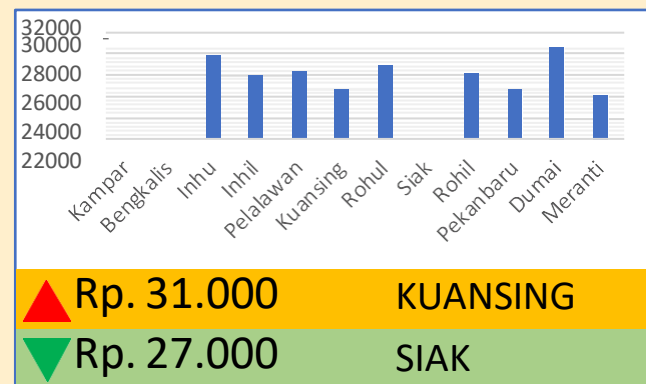 32000
30000
28000
26000
24000
22000
Kampar
Bengkalis
Inhu
Inhil
Pelalawan
Kuansing
Rohul
Siak
Rohil
Pekanbaru
Dumai
Meranti
Rp. 31.000 KUANSING
Rp. 27.000 SIAK